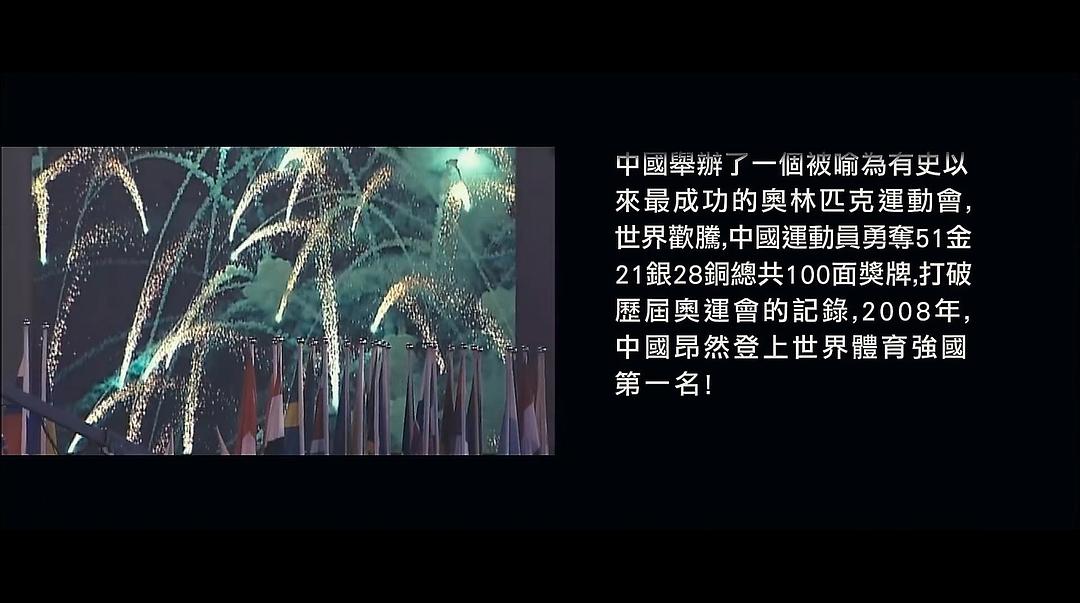 中國舉辦了一個被喻為有史以
來最成功的奧林匹克運動會,
世界歡騰,中國運動員勇奪51金
21銀28銅總共100面獎牌,打破
歷屆奧運會的記錄,2008年,
中國昂然登上世界體育強國
第一名!